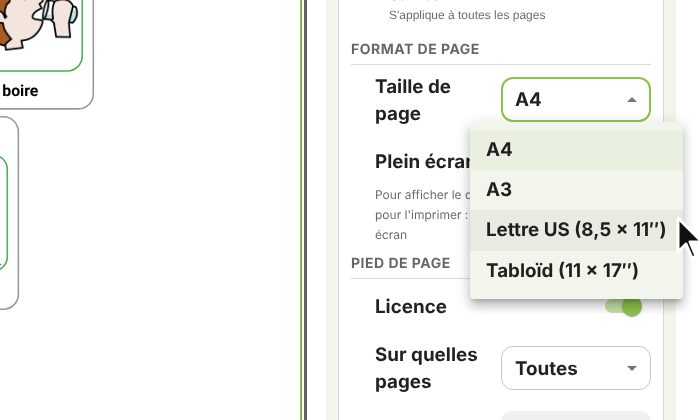 boire
S'applique à toutes les pages
FORMAT DE PAGE
Taille de
page
A4
A4
A3
Lettre US (8,5 × 11″)
Tabloïd (11 × 17″)
Plein écran
Pour afficher le
pour l'imprimer :
écran
PIED DE PAGE
Licence
Sur quelles
pages
Toutes